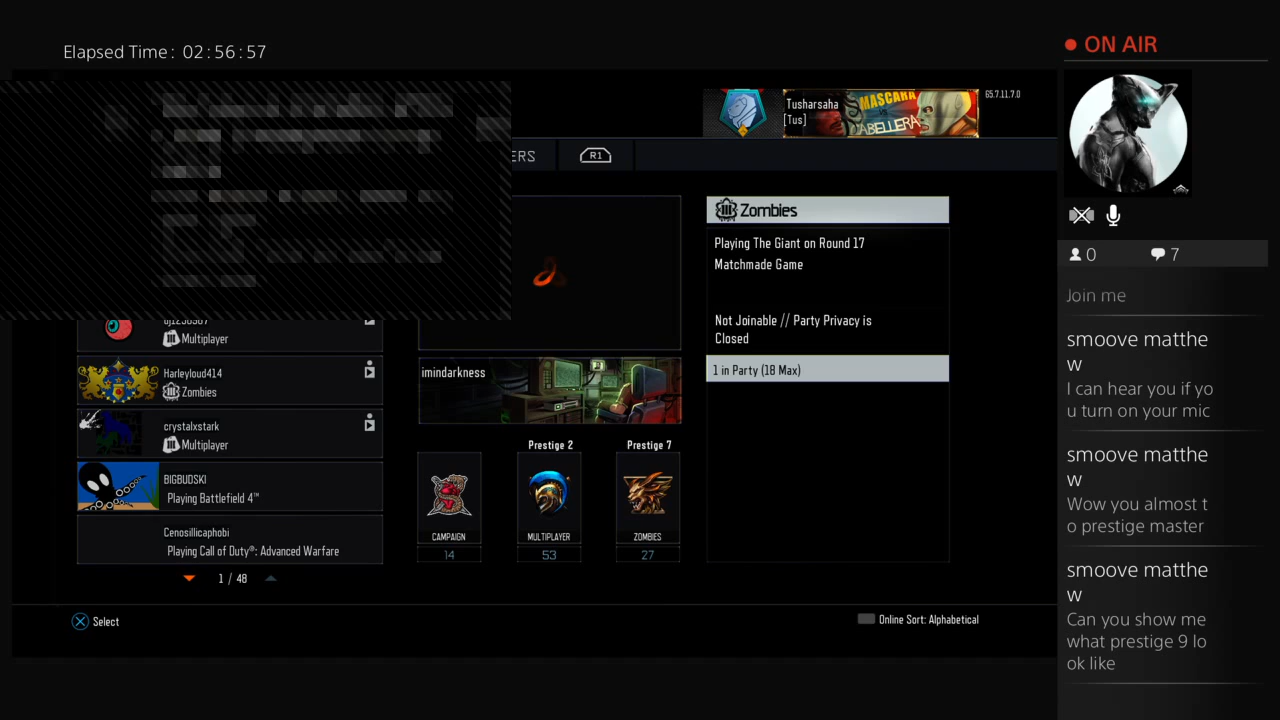 Elapsed Time: 02:56:57
ON AIR
Tusharsaha
[Tus]
MASCARA
ABELLERA
65.7.11.7.0
ERS
R1
0
7
Join me
smoove matthe
w
I can hear you if yo
u turn on your mic
smoove matthe
w
Wow you almost t
o prestige master
smoove matthe
w
Can you show me
what prestige 9 lo
ok like
Multiplayer
Harleyloud414
Zombies
crystalxstark
Multiplayer
BIGBUDSKI
Playing Battlefield 4™
Cenosillicaphobi
Playing Call of Duty®: Advanced Warfare
1 / 48
imindarkness
Prestige 2
Prestige 7
CAMPAIGN
MULTIPLAYER
ZOMBIES
14
53
27
Zombies
Playing The Giant on Round 17
Matchmade Game
Not Joinable // Party Privacy is
Closed
1 in Party (18 Max)
Select
Online Sort: Alphabetical